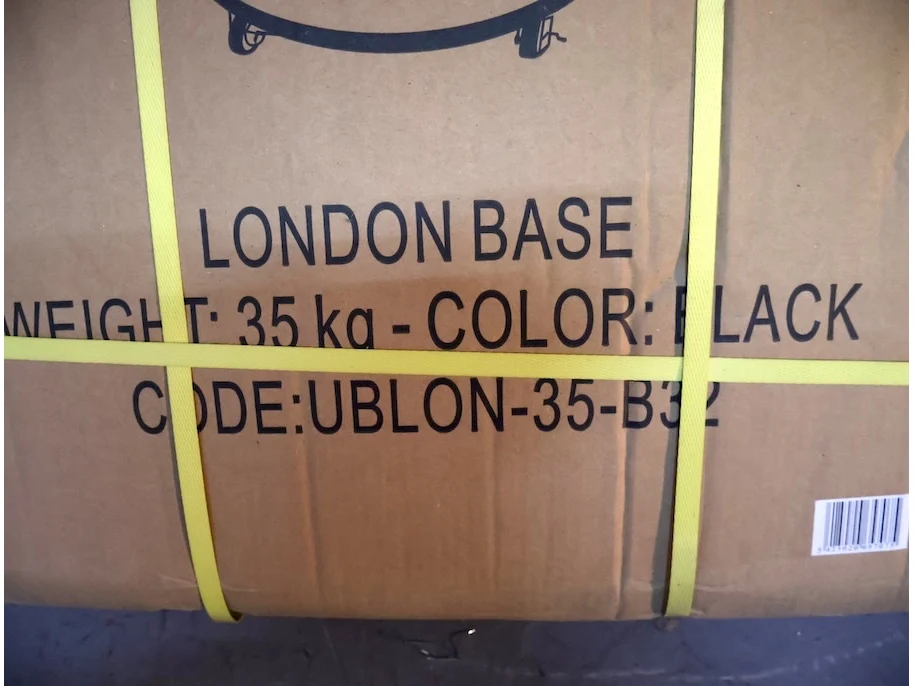 LONDON BASE
WEIGHT: 35 kg - COLOR: BLACK
CODE:UBLON-35-B32